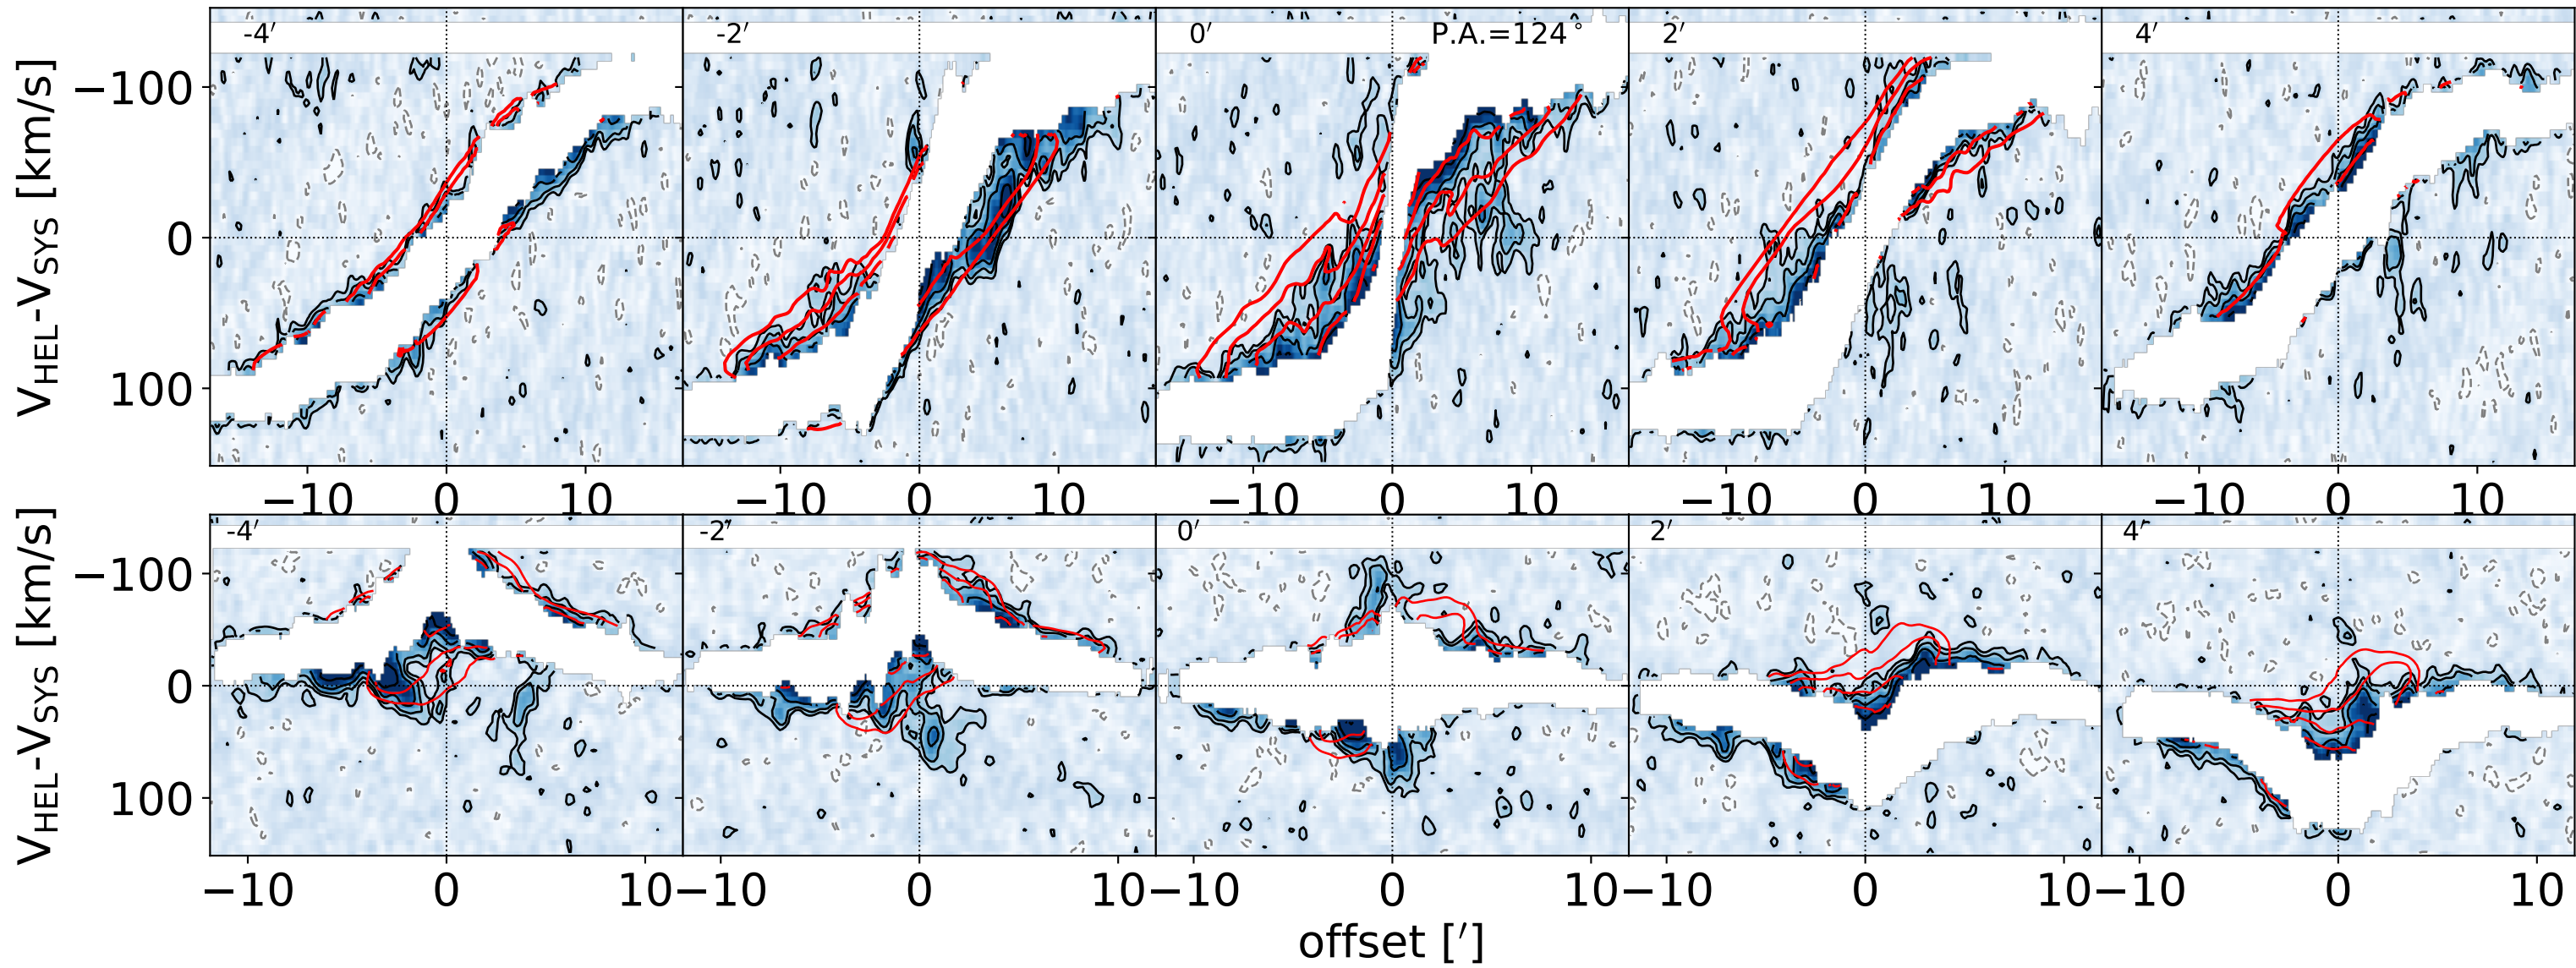 -4′ -2′ 0′ P.A.=124° 2′ 4′
V_HEL-V_SYS [km/s]
−100
0
100
−10 0 10 −10 0 10 −10 0 10 −10 0 10 −10 0 10
-4′ -2′ 0′ 2′ 4′
V_HEL-V_SYS [km/s]
−100
0
100
−10 0 10 −10 0 10 −10 0 10 −10 0 10 −10 0 10
offset [′]